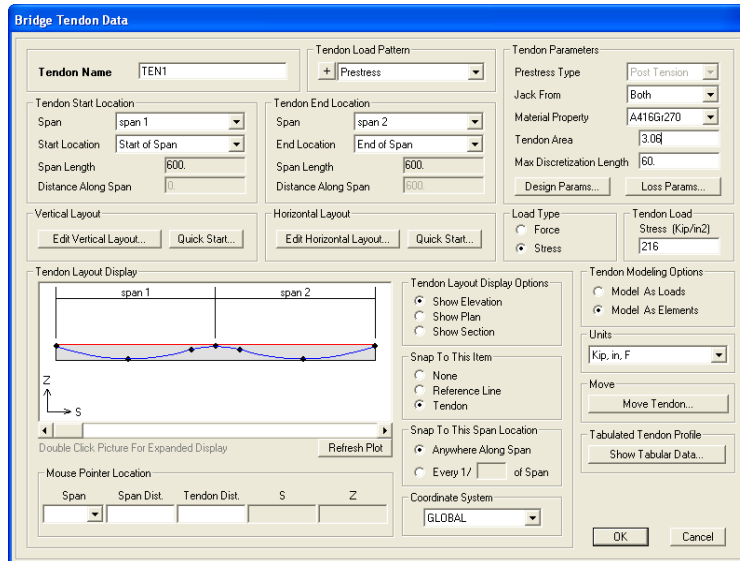 Bridge Tendon Data
Tendon Name
TEN1
Tendon Load Pattern
+
Prestress
Tendon Parameters
Prestress Type
Post Tension
Jack From
Both
Material Property
A416Gr270
Tendon Area
3.06
Max Discretization Length
60.
Design Params...
Loss Params...
Tendon Start Location
Span
span 1
Start Location
Start of Span
Span Length
600.
Distance Along Span
0.
Tendon End Location
Span
span 2
End Location
End of Span
Span Length
600.
Distance Along Span
600.
Vertical Layout
Edit Vertical Layout...
Quick Start...
Horizontal Layout
Edit Horizontal Layout...
Quick Start...
Load Type
Force
Stress
Tendon Load
Stress (Kip/in2)
216
Tendon Layout Display
span 1
span 2
Z
S
Double Click Picture For Expanded Display
Refresh Plot
Mouse Pointer Location
Span
Span Dist.
Tendon Dist.
S
Z
Tendon Layout Display Options
Show Elevation
Show Plan
Show Section
Snap To This Item
None
Reference Line
Tendon
Snap To This Span Location
Anywhere Along Span
Every 1/ of Span
Coordinate System
GLOBAL
Tendon Modeling Options
Model As Loads
Model As Elements
Units
Kip, in, F
Move
Move Tendon...
Tabulated Tendon Profile
Show Tabular Data...
OK
Cancel